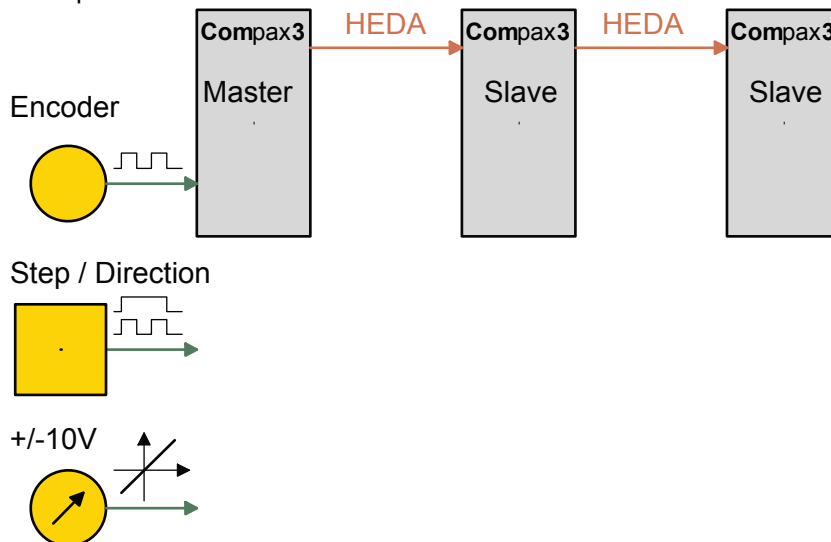 HEDA HEDA
Compax3 Compax3 Compax3
Master Slave Slave
Encoder
Step / Direction
+/-10V